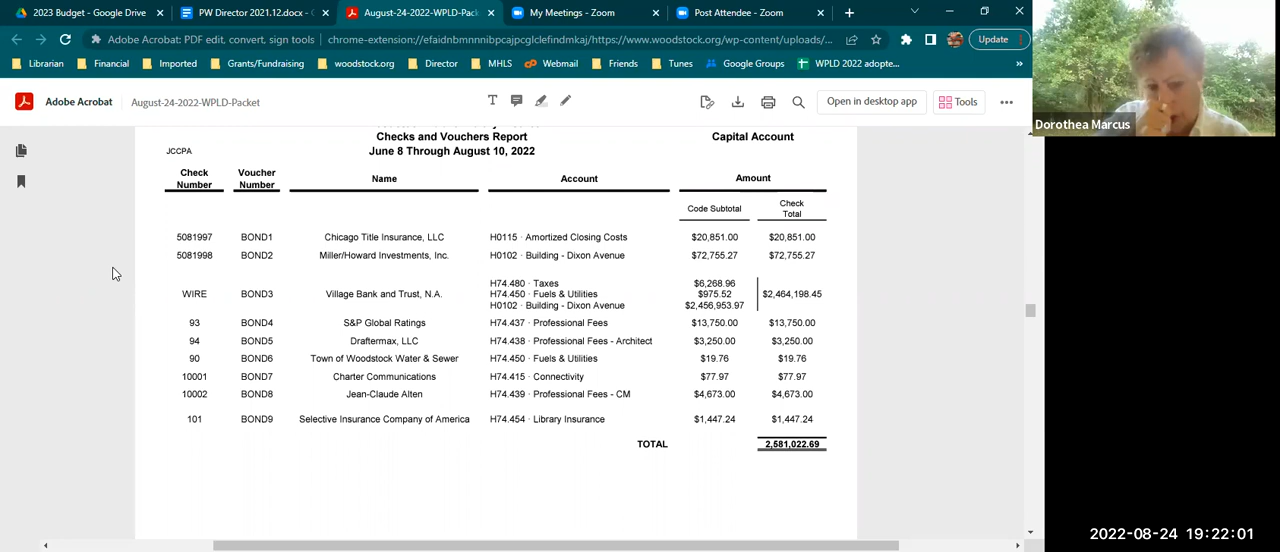 2023 Budget - Google Drive
PW Director 2021.12.docx -
August-24-2022-WPLD-Pack
My Meetings - Zoom
Post Attendee - Zoom
Adobe Acrobat: PDF edit, convert, sign tools | chrome-extension://efaidnbmnnnibpcajpcglclefindmkaj/https://www.woodstock.org/wp-content/uploads/...
Update
Librarian
Financial
Imported
Grants/Fundraising
woodstock.org
Director
MHLS
Webmail
Friends
Tunes
Google Groups
WPLD 2022 adopte...
»
Adobe Acrobat
August-24-2022-WPLD-Packet
Open in desktop app
Tools
Dorothea Marcus
Checks and Vouchers Report
Capital Account
JCCPA
June 8 Through August 10, 2022
Check Number
Voucher Number
Name
Account
Amount
Code Subtotal
Check Total
5081997 BOND1 Chicago Title Insurance, LLC H0115 · Amortized Closing Costs $20,851.00 $20,851.00
5081998 BOND2 Miller/Howard Investments, Inc. H0102 · Building - Dixon Avenue $72,755.27 $72,755.27
H74.480 · Taxes $6,268.96
WIRE BOND3 Village Bank and Trust, N.A. H74.450 · Fuels & Utilities $975.52 $2,464,198.45
H0102 · Building - Dixon Avenue $2,456,953.97
93 BOND4 S&P Global Ratings H74.437 · Professional Fees $13,750.00 $13,750.00
94 BOND5 Draftermax, LLC H74.438 · Professional Fees - Architect $3,250.00 $3,250.00
90 BOND6 Town of Woodstock Water & Sewer H74.450 · Fuels & Utilities $19.76 $19.76
10001 BOND7 Charter Communications H74.415 · Connectivity $77.97 $77.97
10002 BOND8 Jean-Claude Alten H74.439 · Professional Fees - CM $4,673.00 $4,673.00
101 BOND9 Selective Insurance Company of America H74.454 · Library Insurance $1,447.24 $1,447.24
TOTAL 2,581,022.69
2022-08-24 19:22:01